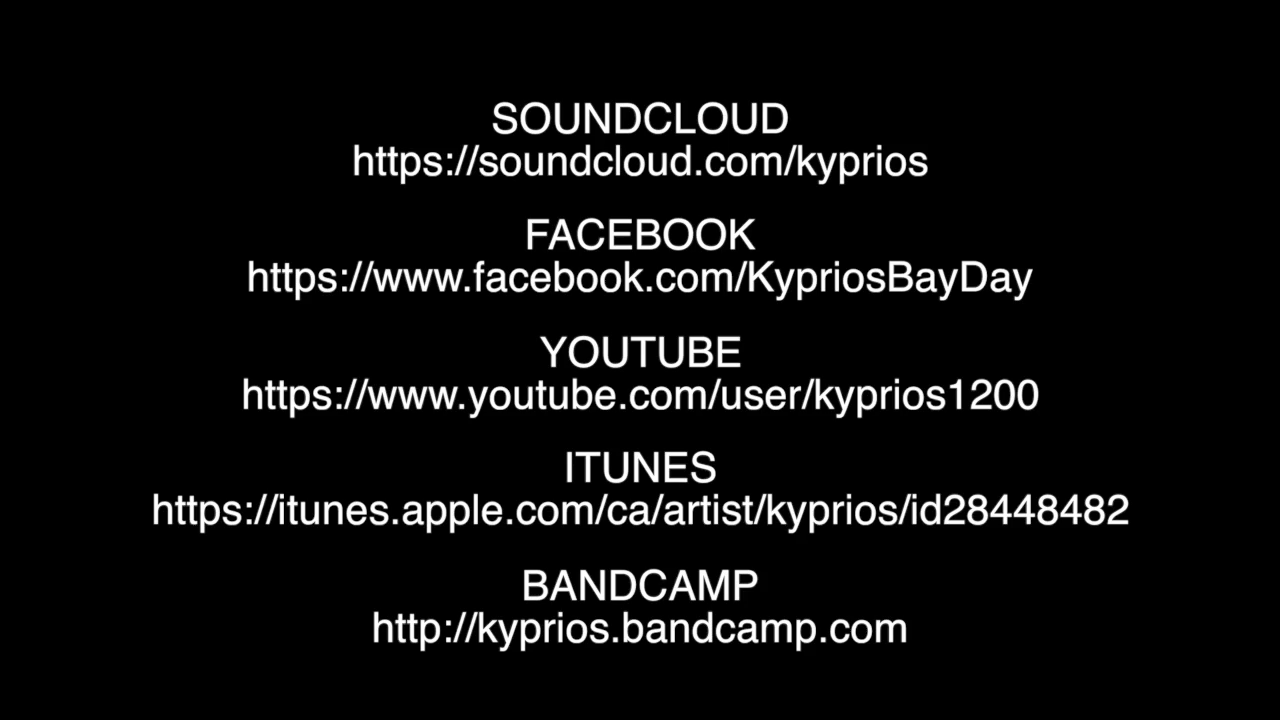 SOUNDCLOUD
https://soundcloud.com/kyprios
FACEBOOK
https://www.facebook.com/KypriosBayDay
YOUTUBE
https://www.youtube.com/user/kyprios1200
ITUNES
https://itunes.apple.com/ca/artist/kyprios/id28448482
BANDCAMP
http://kyprios.bandcamp.com